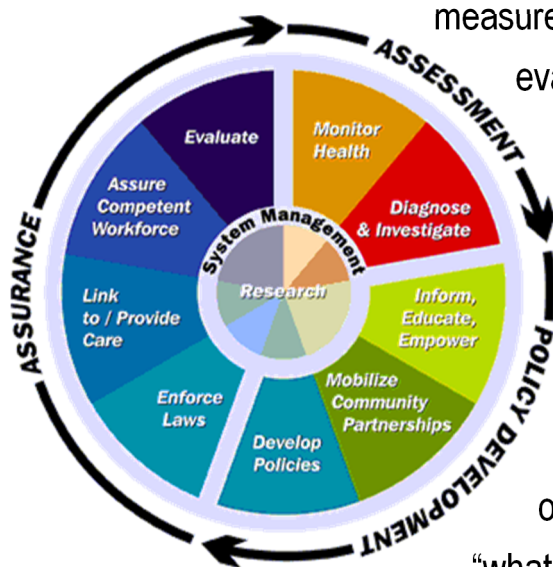 measure
eva
ASSESSMENT
POLICY DEVELOPMENT
ASSURANCE
Monitor
Health
Diagnose
& Investigate
Inform,
Educate,
Empower
Mobilize
Community
Partnerships
Develop
Policies
Enforce
Laws
Link
to / Provide
Care
Assure
Competent
Workforce
Evaluate
System Management
Research
o
“what